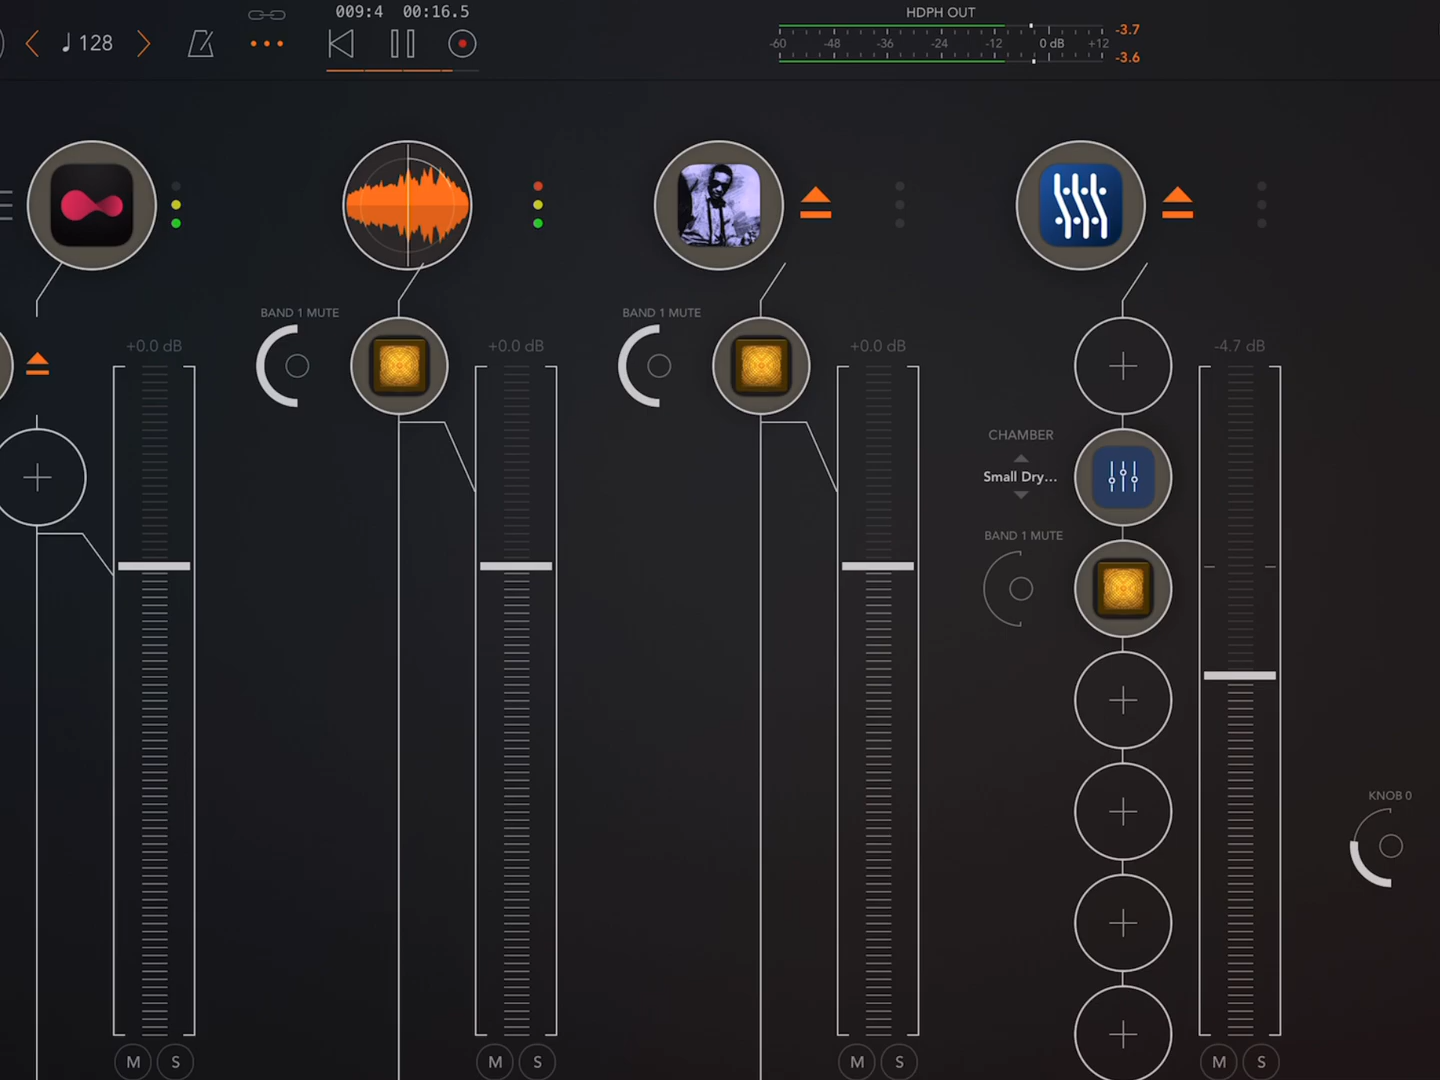 009:4 00:16.5
♩128
HDPH OUT
-60 -48 -36 -24 -12 0 dB +12
-3.7
-3.6
BAND 1 MUTE
BAND 1 MUTE
+0.0 dB
+0.0 dB
+0.0 dB
-4.7 dB
CHAMBER
Small Dry...
BAND 1 MUTE
KNOB 0
M S
M S
M S
M S